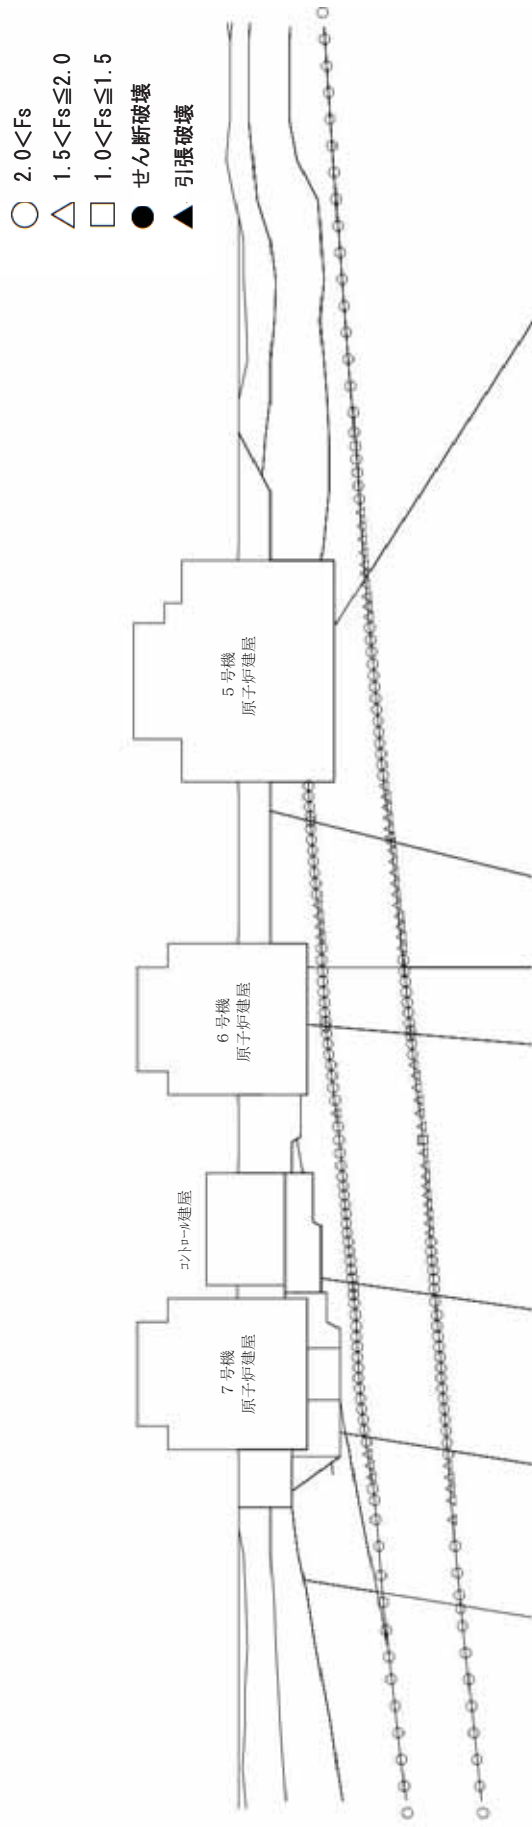 2.0＜Fs
1.5＜Fs≦2.0
1.0＜Fs≦1.5
せん断破壊
引張破壊
7号機
原子炉建屋
コントロール建屋
6号機
原子炉建屋
5号機
原子炉建屋